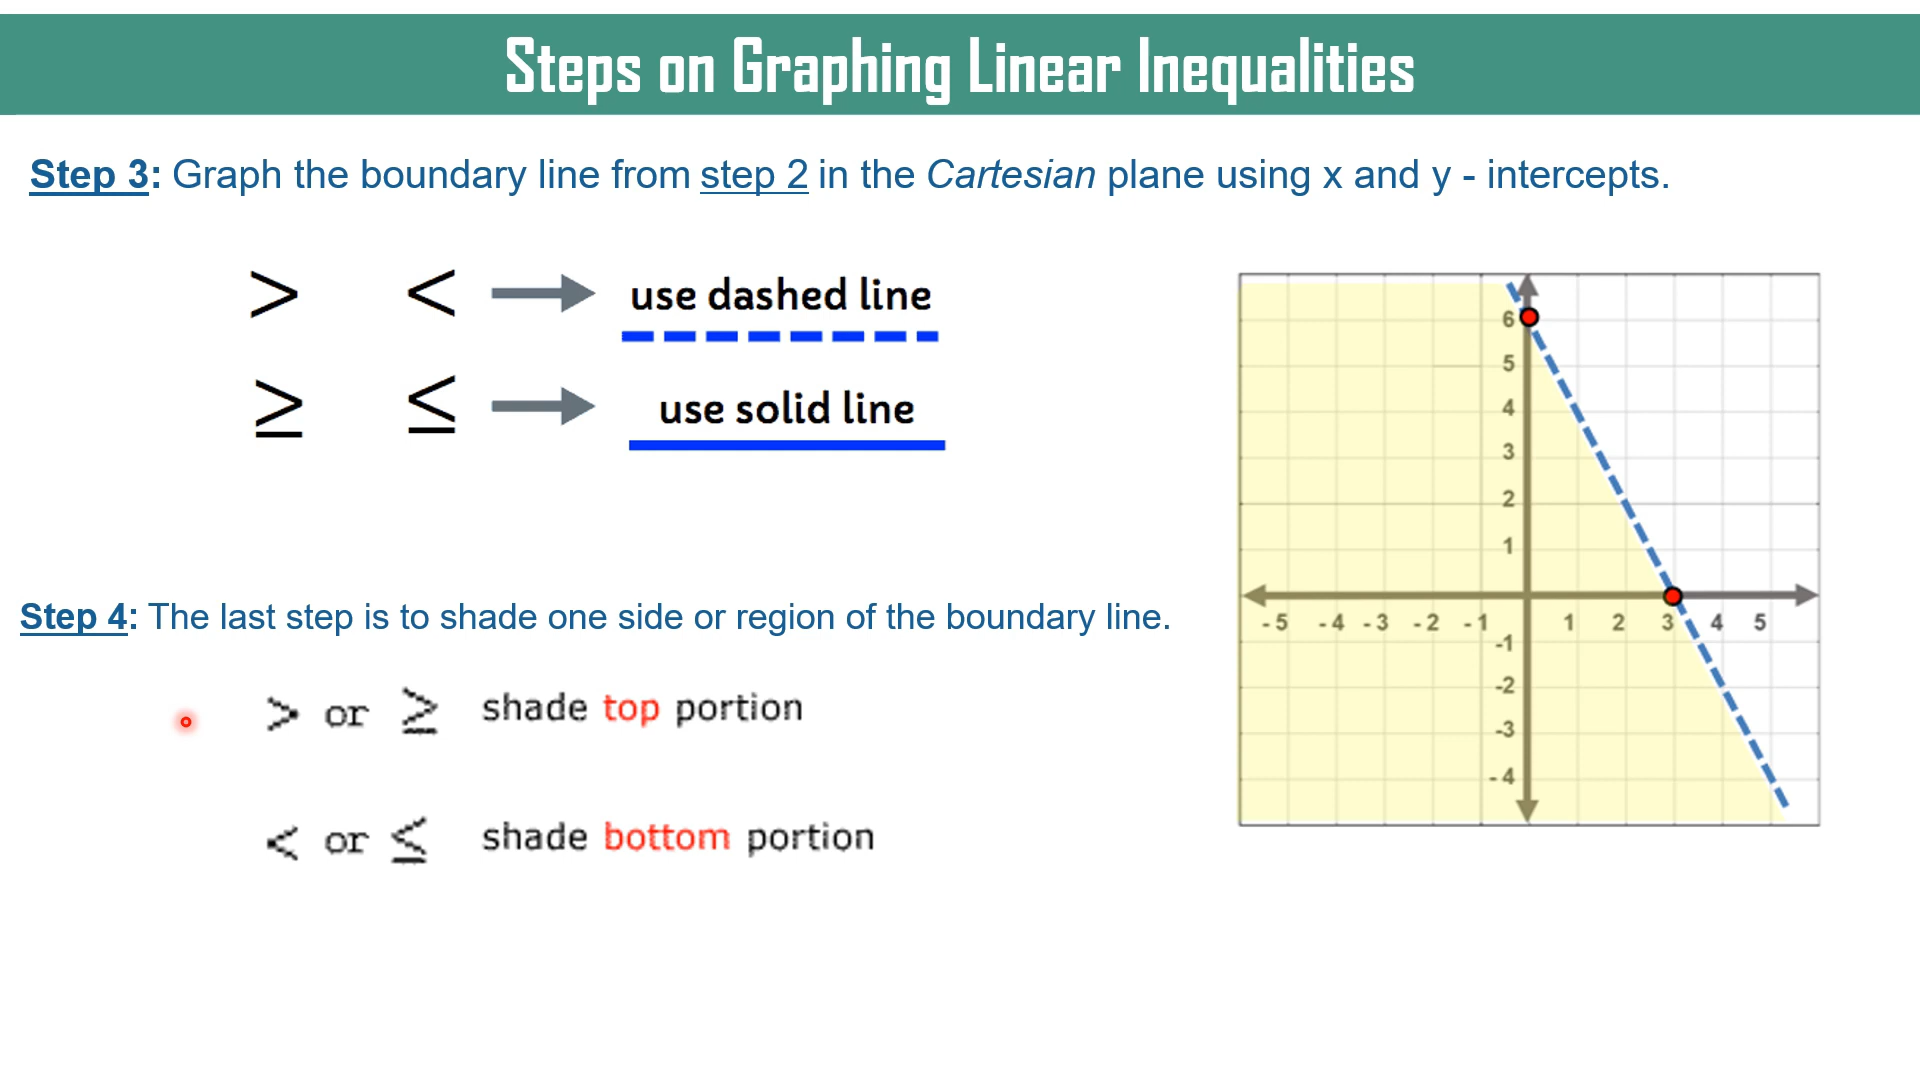 Steps on Graphing Linear Inequalities
Step 3: Graph the boundary line from step 2 in the Cartesian plane using x and y - intercepts.
> < use dashed line
≥ ≤ use solid line
Step 4: The last step is to shade one side or region of the boundary line.
> or ≥ shade top portion
< or ≤ shade bottom portion
6
5
4
3
2
1
- 5 - 4 - 3 - 2 - 1 1 2 3 4 5
-1
-2
-3
- 4